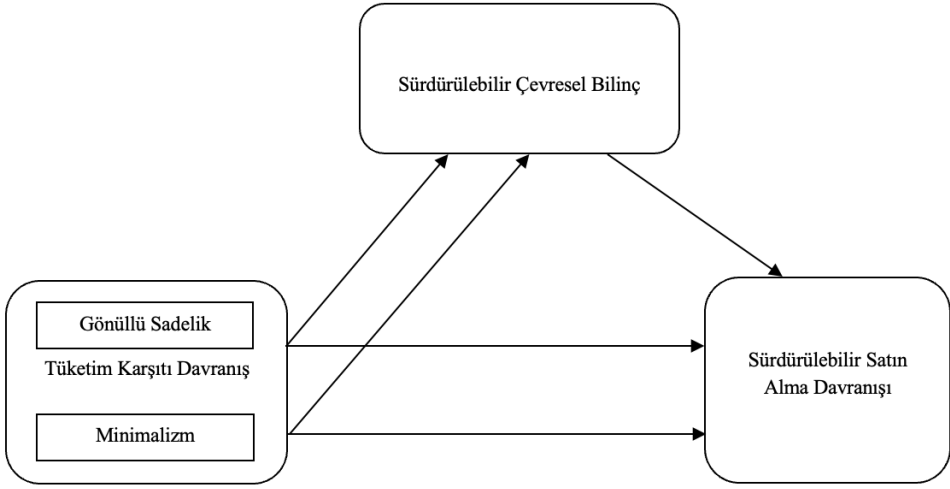 Sürdürülebilir Çevresel Bilinç
Gönüllü Sadelik
Tüketim Karşıtı Davranış
Minimalizm
Sürdürülebilir Satın
Alma Davranışı